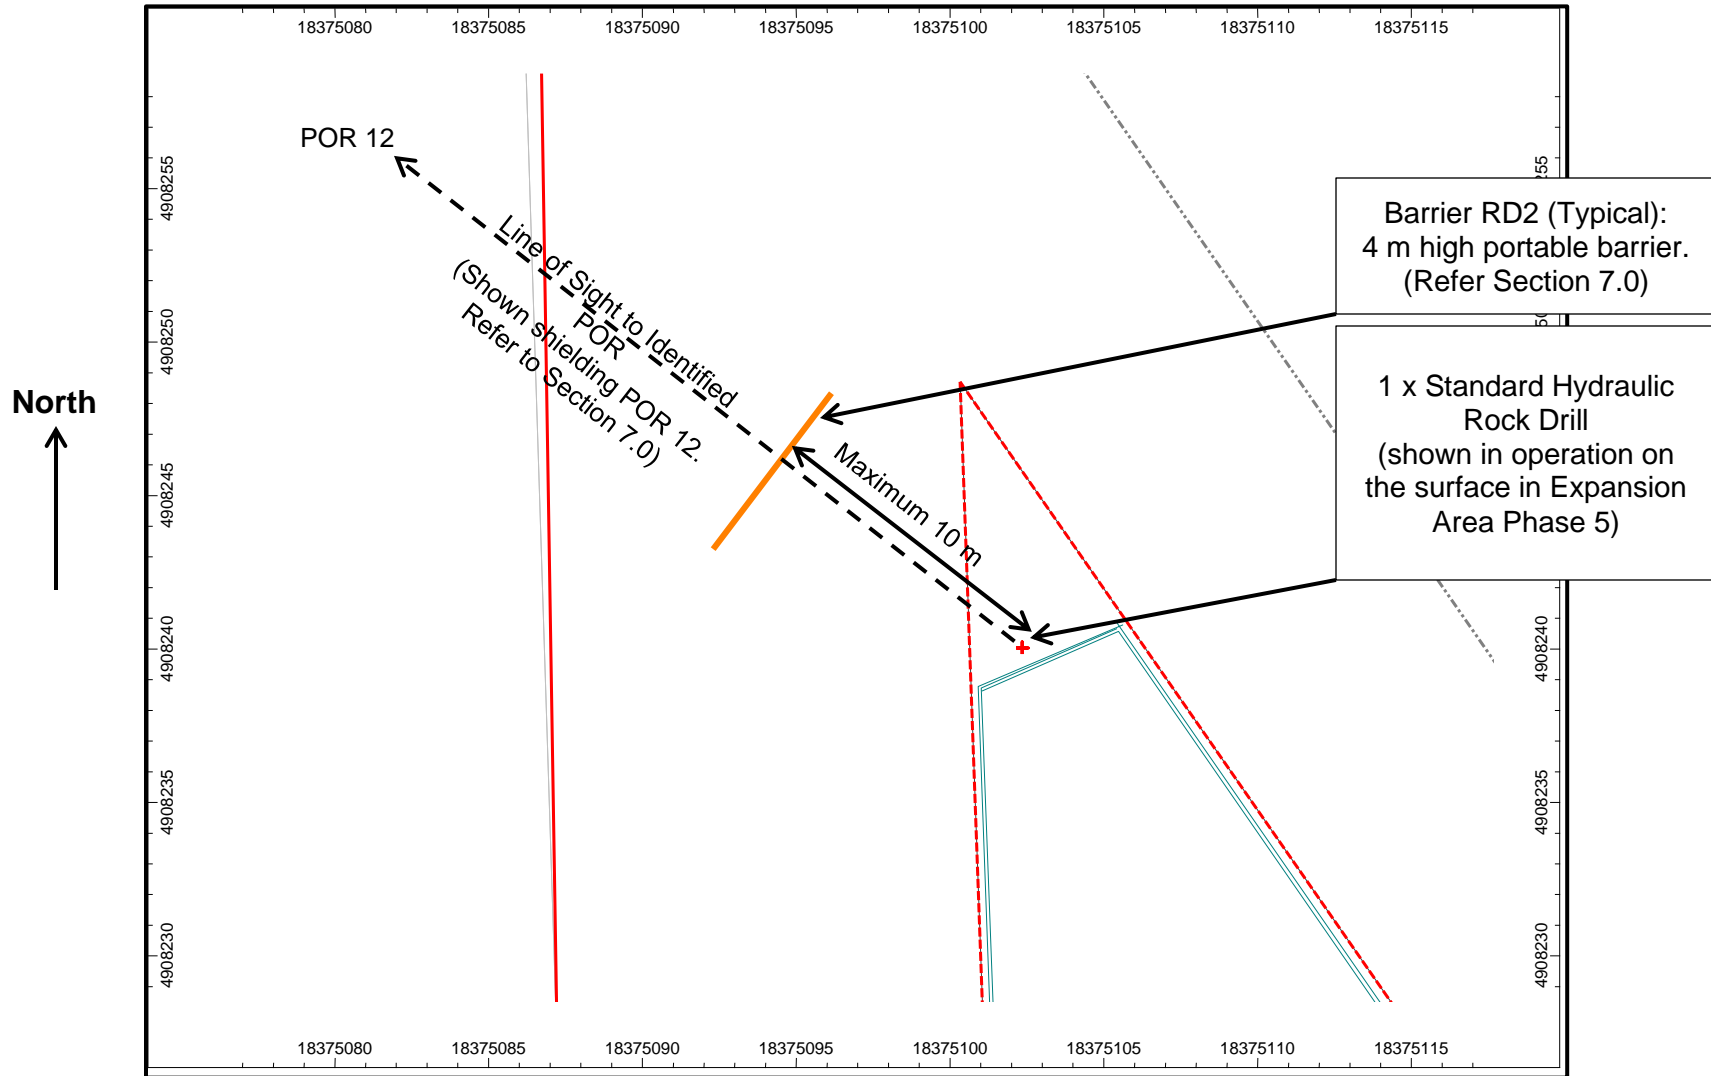 18375080 18375085 18375090 18375095 18375100 18375105 18375110 18375115
POR 12
4908255
4908250
4908245
4908240
4908235
4908230
North
Line of Sight to Identified
POR
(Shown shielding POR 12.
Refer to Section 7.0)
Maximum 10 m
Barrier RD2 (Typical):
4 m high portable barrier.
(Refer Section 7.0)
1 x Standard Hydraulic
Rock Drill
(shown in operation on
the surface in Expansion
Area Phase 5)
4908240
4908235
4908230
18375080 18375085 18375090 18375095 18375100 18375105 18375110 18375115